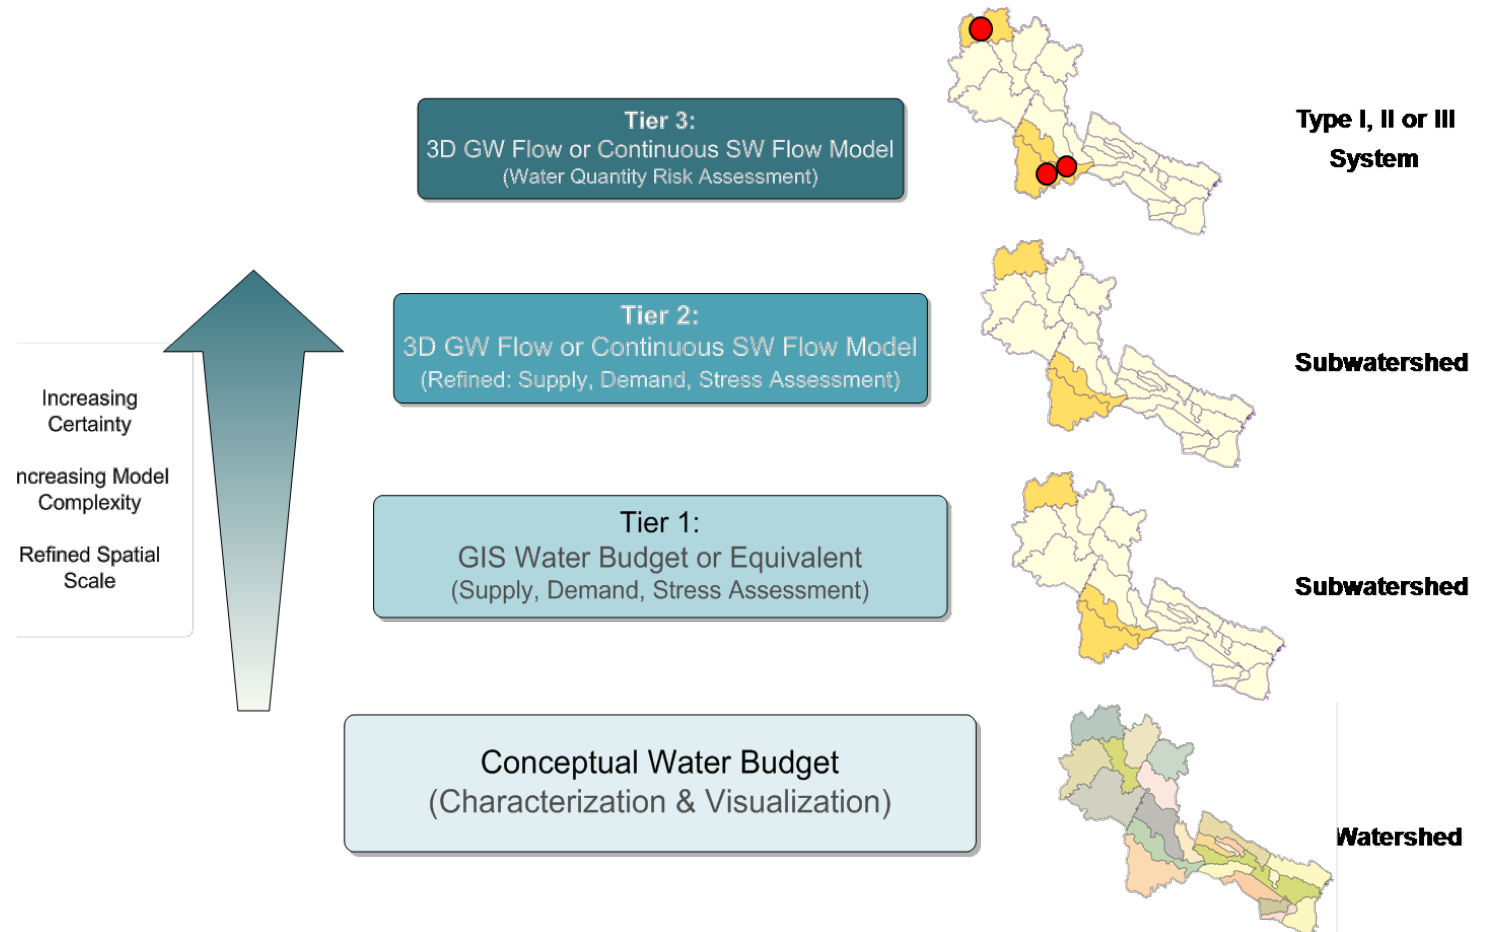 Tier 3:
3D GW Flow or Continuous SW Flow Model
(Water Quantity Risk Assessment)
Type I, II or III
System
Tier 2:
3D GW Flow or Continuous SW Flow Model
(Refined: Supply, Demand, Stress Assessment)
Subwatershed
Increasing
Certainty
ncreasing Model
Complexity
Refined Spatial
Scale
Tier 1:
GIS Water Budget or Equivalent
(Supply, Demand, Stress Assessment)
Subwatershed
Conceptual Water Budget
(Characterization & Visualization)
Watershed